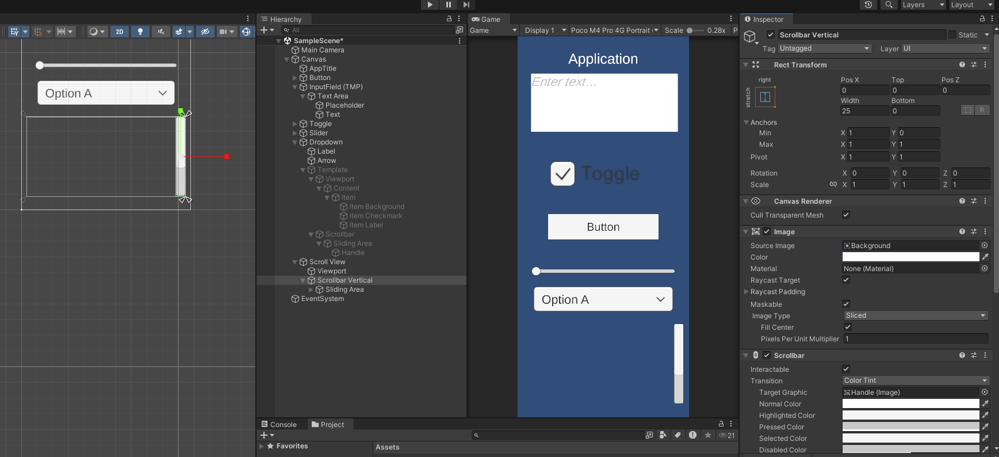 Layers
Layout
2D
Option A
Hierarchy
All
SampleScene*
Main Camera
Canvas
AppTitle
Button
InputField (TMP)
Text Area
Placeholder
Text
Toggle
Slider
Dropdown
Label
Arrow
Template
Viewport
Content
Item
Item Background
Item Checkmark
Item Label
Scrollbar
Sliding Area
Handle
Scroll View
Viewport
Scrollbar Vertical
Sliding Area
EventSystem
Game
Game
Display 1
Poco M4 Pro 4G Portrait (
Scale
0.28x
P
Application
Enter text...
Toggle
Button
Option A
Console
Project
21
Favorites
Assets
Inspector
Scrollbar Vertical
Static
Tag Untagged
Layer UI
Rect Transform
right
stretch
Pos X Top Pos Z
0 0 0
Width Bottom
25 0
R
Anchors
Min X 1 Y 0
Max X 1 Y 1
Pivot X 1 Y 1
Rotation X 0 Y 0 Z 0
Scale X 1 Y 1 Z 1
Canvas Renderer
Cull Transparent Mesh
Image
Source Image Background
Color
Material None (Material)
Raycast Target
Raycast Padding
Maskable
Image Type Sliced
Fill Center
Pixels Per Unit Multiplier 1
Scrollbar
Interactable
Transition Color Tint
Target Graphic Handle (Image)
Normal Color
Highlighted Color
Pressed Color
Selected Color
Disabled Color